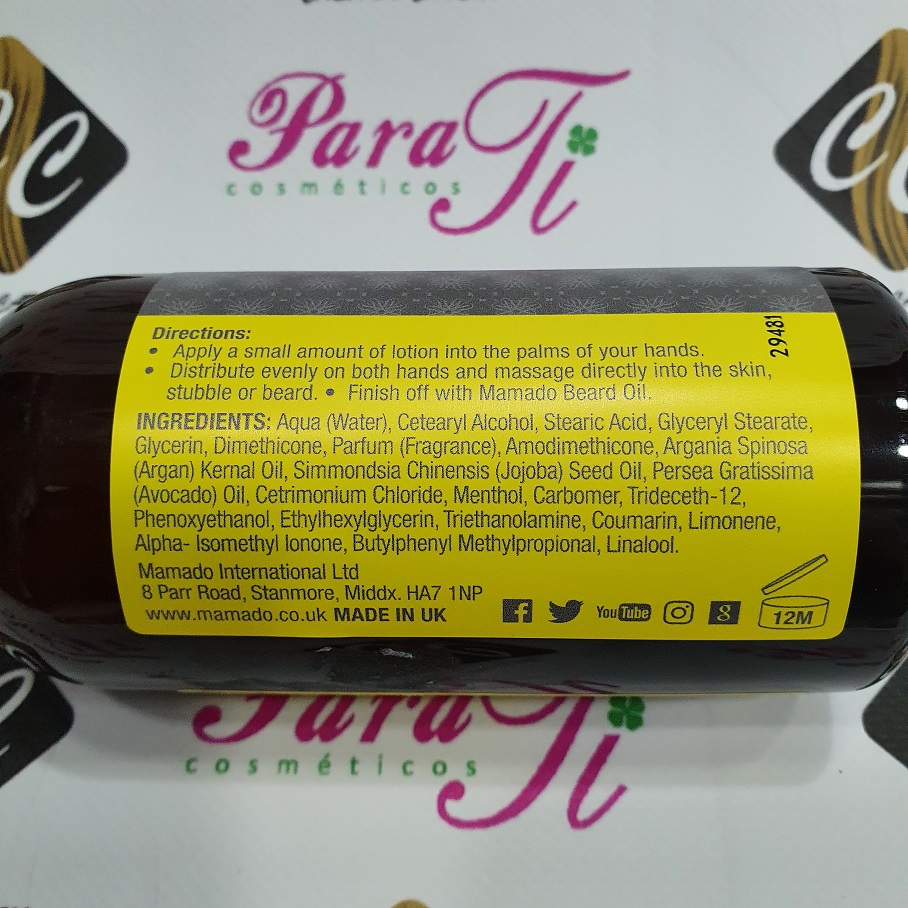 Para Ti
cosméticos
Directions:
• Apply a small amount of lotion into the palms of your hands.
• Distribute evenly on both hands and massage directly into the skin,
stubble or beard. • Finish off with Mamado Beard Oil.
29481
INGREDIENTS: Aqua (Water), Cetearyl Alcohol, Stearic Acid, Glyceryl Stearate,
Glycerin, Dimethicone, Parfum (Fragrance), Amodimethicone, Argania Spinosa
(Argan) Kernal Oil, Simmondsia Chinensis (Jojoba) Seed Oil, Persea Gratissima
(Avocado) Oil, Cetrimonium Chloride, Menthol, Carbomer, Trideceth-12,
Phenoxyethanol, Ethylhexylglycerin, Triethanolamine, Coumarin, Limonene,
Alpha- Isomethyl Ionone, Butylphenyl Methylpropional, Linalool.
Mamado International Ltd
8 Parr Road, Stanmore, Middx. HA7 1NP
www.mamado.co.uk MADE IN UK
YouTube
12M
Para Ti
cosméticos